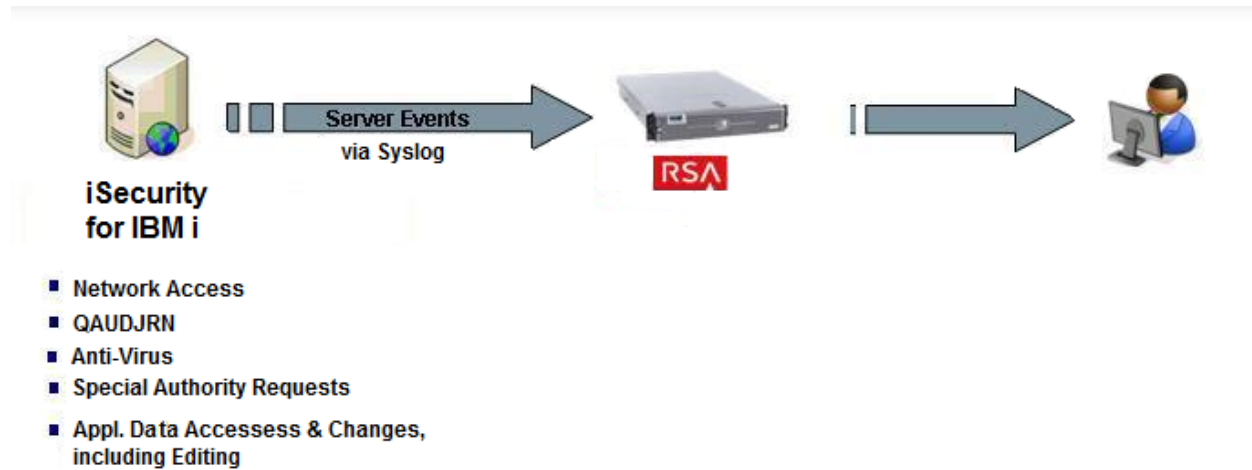 Server Events
via Syslog
RSA
iSecurity
for IBM i
Network Access
QAUDJRN
Anti-Virus
Special Authority Requests
Appl. Data Accessess & Changes,
including Editing